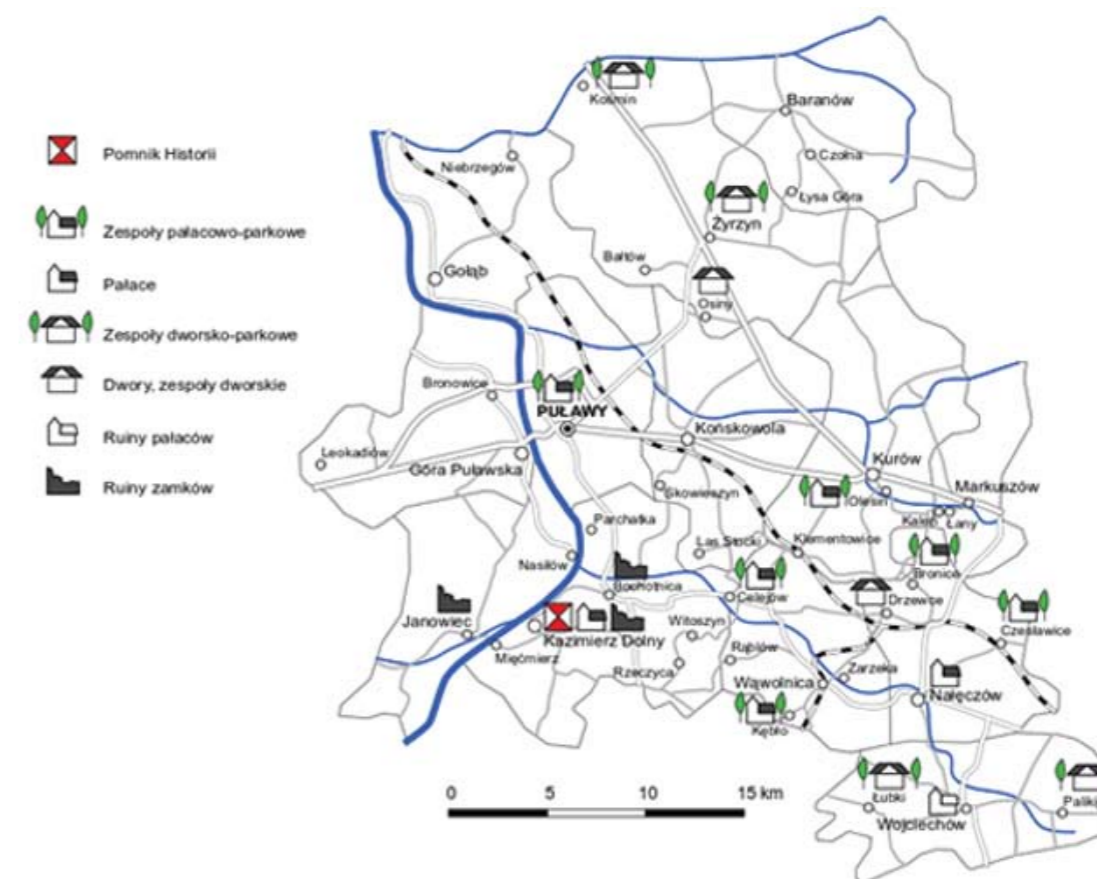 Pomnik Historii
Zespoły pałacowo-parkowe
Pałace
Zespoły dworsko-parkowe
Dwory, zespoły dworskie
Ruiny pałaców
Ruiny zamków
Kośmin
Baranów
Niebrzegów
Czołna
Łysa Góra
Żyrzyn
Bałtów
Gołąb
Osiny
Bronowice
PUŁAWY
Końskowola
Leokadiów
Góra Puławska
Kurów
Skowieszyn
Olesin
Markuszów
Kaleń
Łany
Parchatka
Las Stocki
Klementowice
Nasiłów
Bronice
Bochotnica
Celejów
Drzewce
Janowiec
Kazimierz Dolny
Witoszyn
Czesławice
Mięćmierz
Rzeczyca
Rąblów
Wąwolnica
Zarzeka
Nałęczów
Kębło
0 5 10 15 km
Łubki
Palikije
Wojciechów